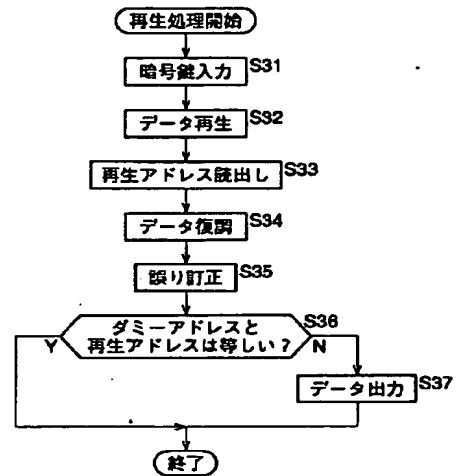 再生処理開始
暗号鍵入力 S31
データ再生 S32
再生アドレス読出し S33
データ復調 S34
誤り訂正 S35
ダミーアドレスと S36
再生アドレスは等しい?
Y
N
データ出力 S37
終了